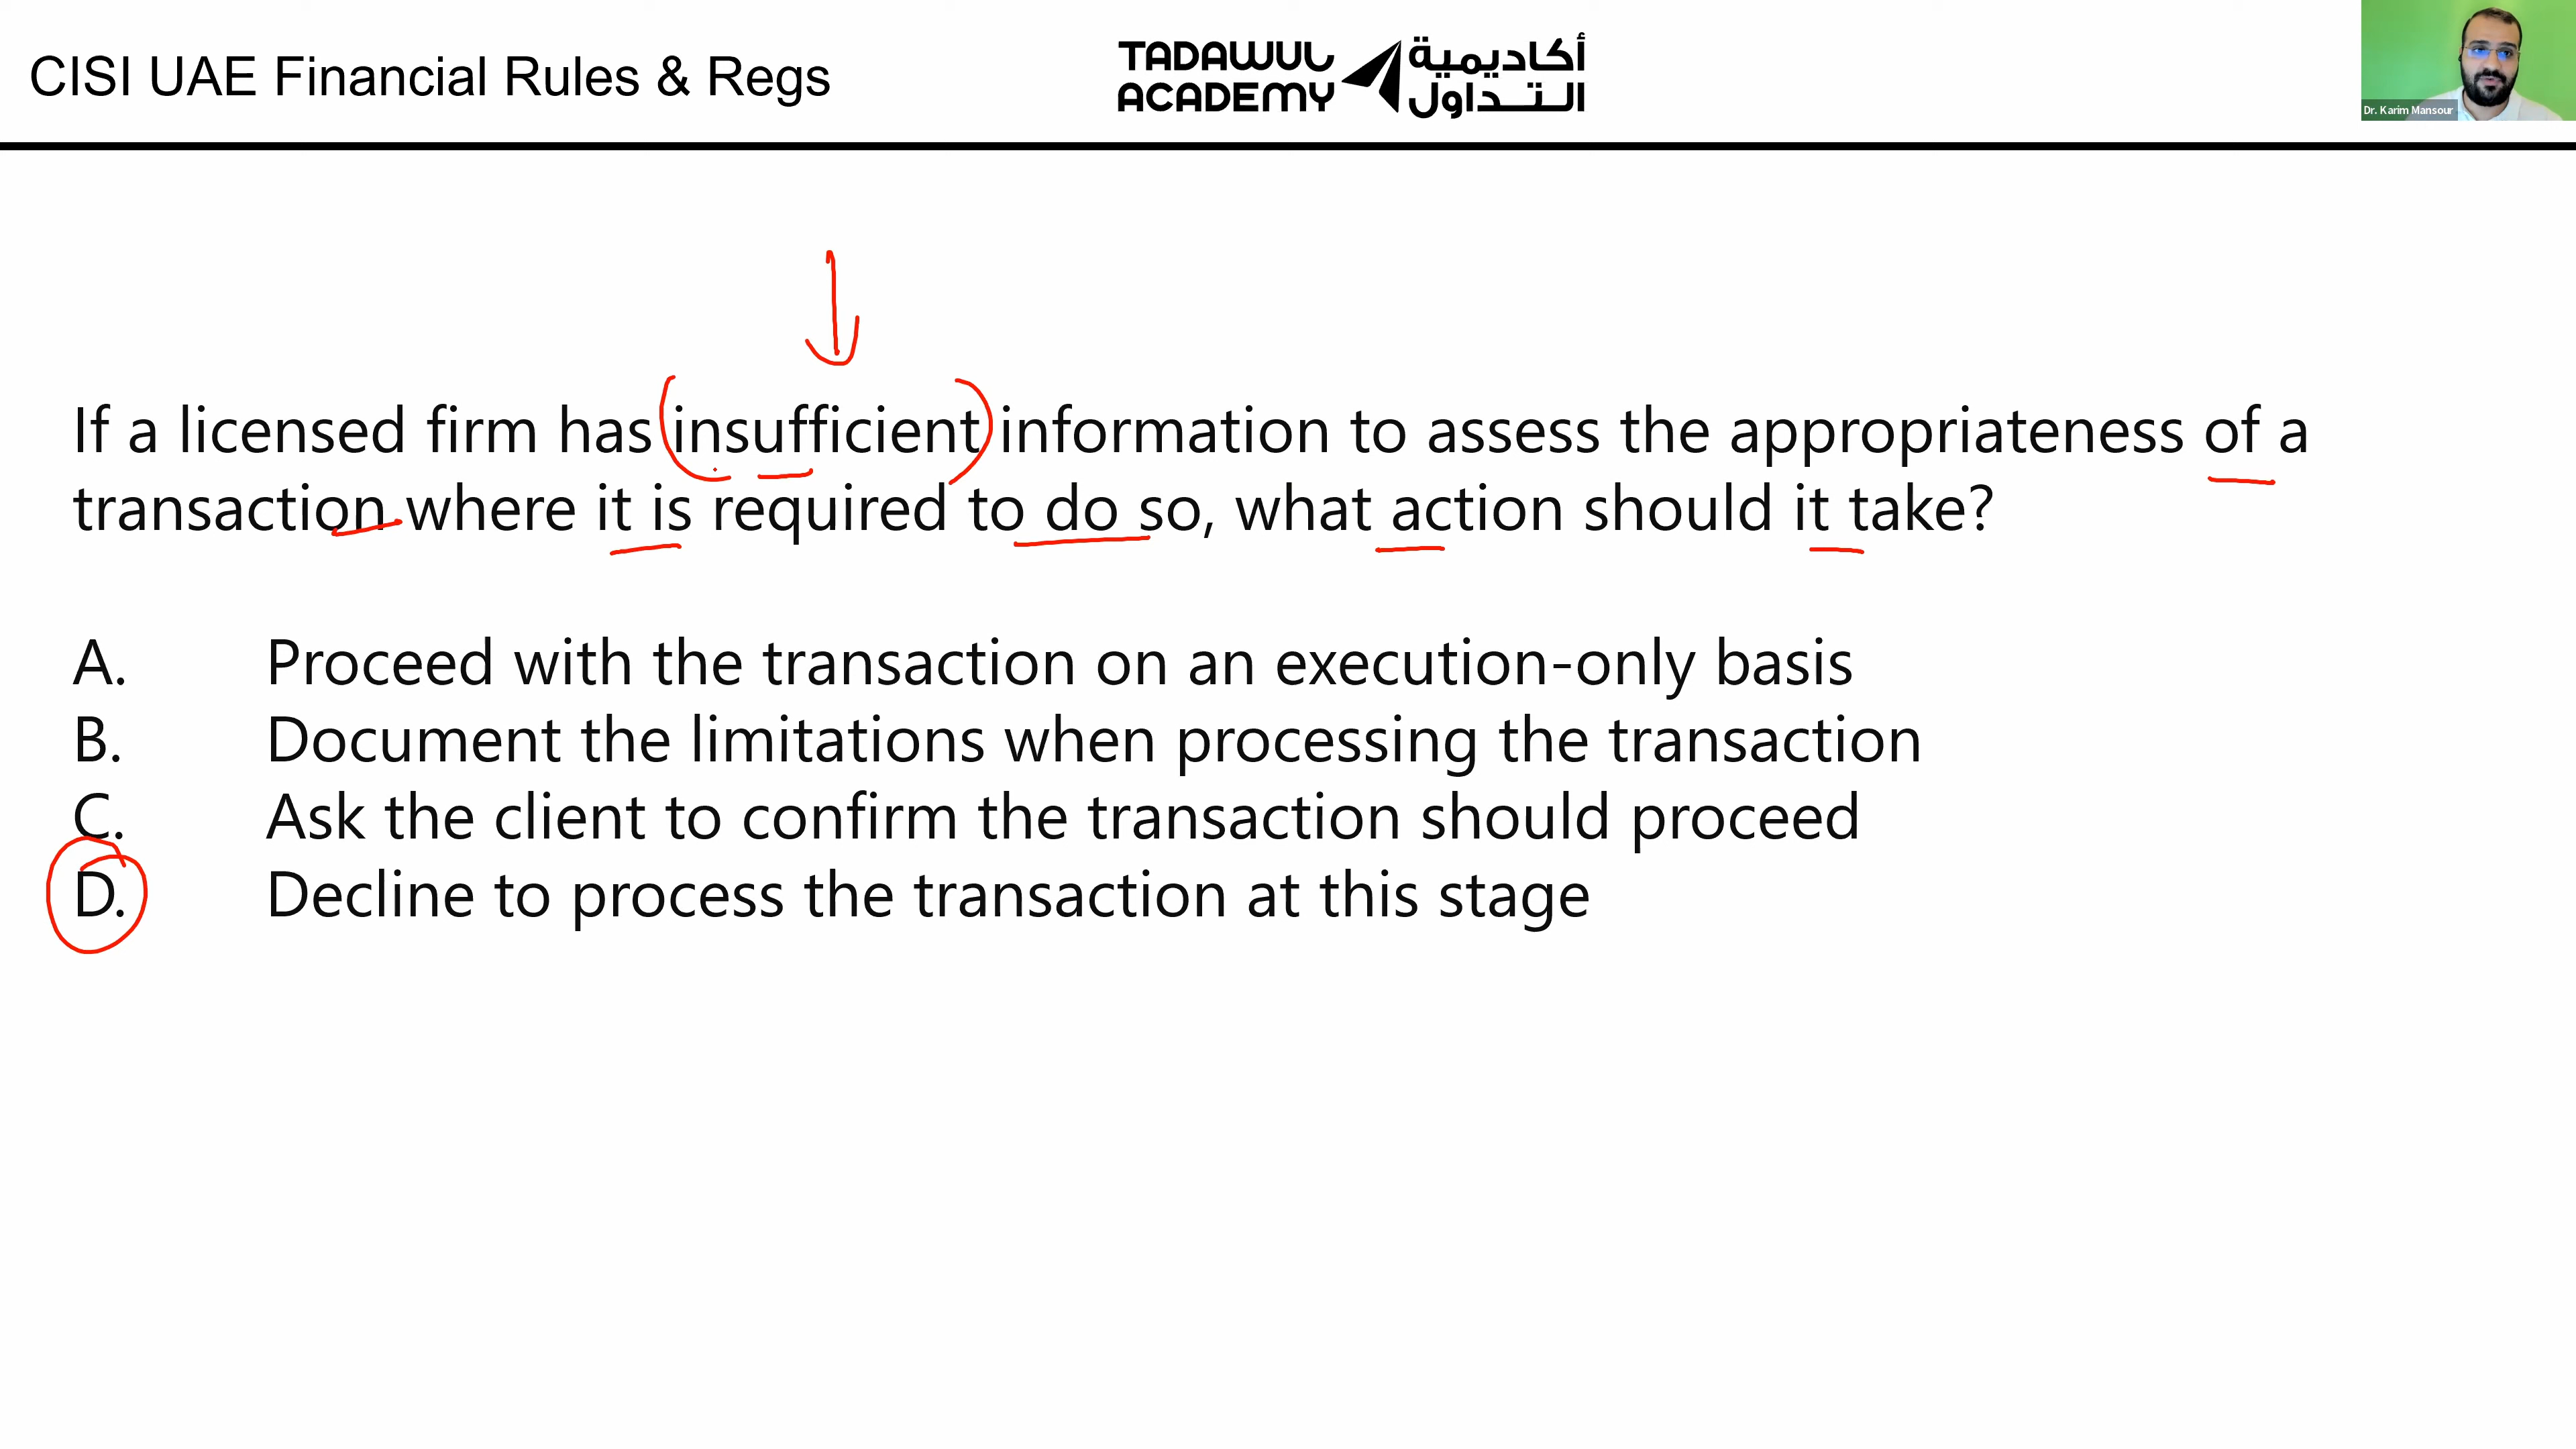 CISI UAE Financial Rules & Regs
TADAWUL
ACADEMY
أكاديمية
التداول
Dr. Karim Mansour
If a licensed firm has insufficient information to assess the appropriateness of a
transaction where it is required to do so, what action should it take?
A. Proceed with the transaction on an execution-only basis
B. Document the limitations when processing the transaction
C. Ask the client to confirm the transaction should proceed
D. Decline to process the transaction at this stage